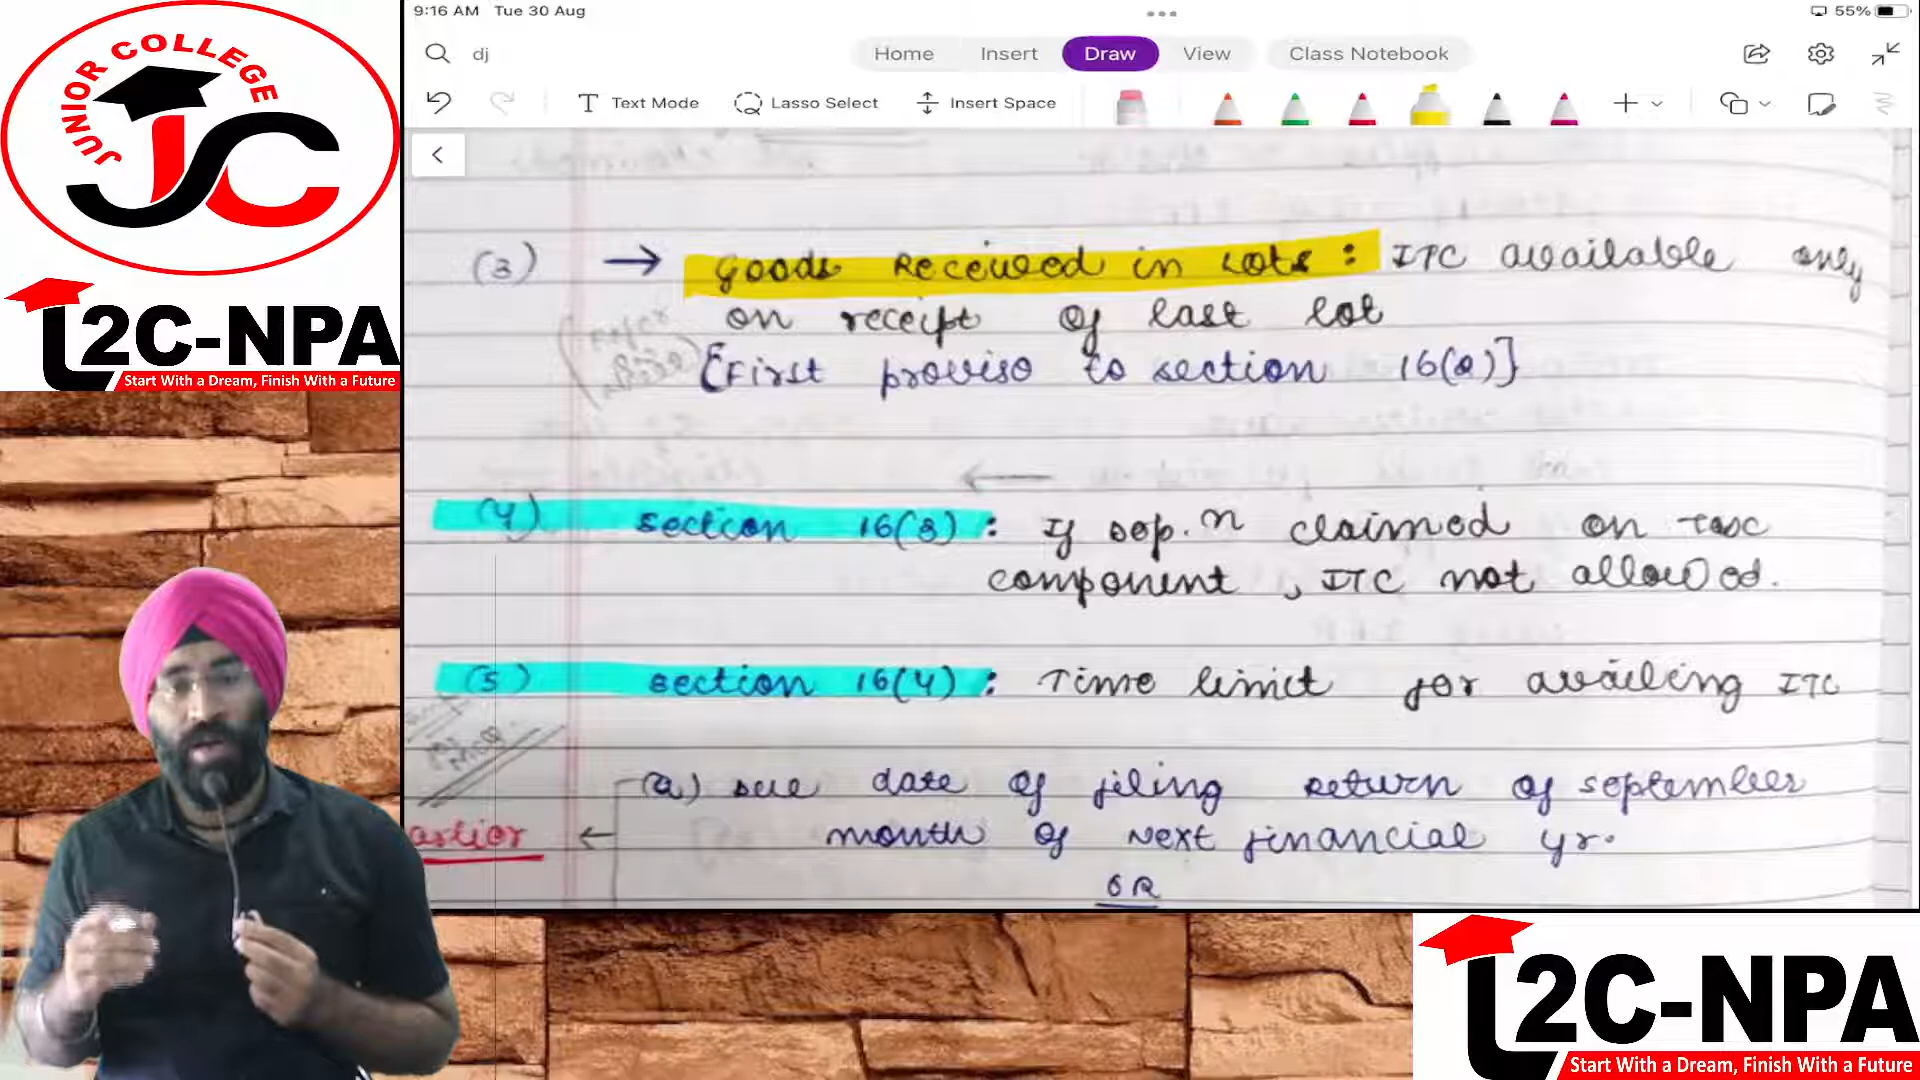 JUNIOR COLLEGE
JC
L2C-NPA
Start With a Dream, Finish With a Future
9:16 AM Tue 30 Aug
55%
dj
Home Insert Draw View Class Notebook
Text Mode Lasso Select Insert Space
(3) → Goods Received in Lots : ITC available only
on receipt of last lot
[First proviso to section 16(2)]
(4) section 16(3) : If dep.n claimed on Tax
component, ITC not allowed.
(5) section 16(4) : Time limit for availing ITC
(a) due date of filing return of september
month of Next financial yr.
OR
L2C-NPA
Start With a Dream, Finish With a Future